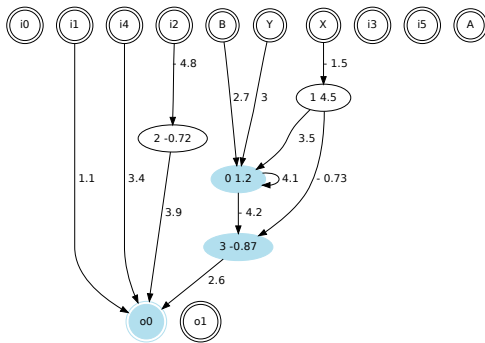 i0 i1 i4 i2 B Y X i3 i5 A
- 4.8 - 1.5
2.7 3 1 4.5
2 -0.72 3.5
1.1 3.4 0 1.2 4.1 - 0.73
3.9 - 4.2
3 -0.87
2.6
o0 o1